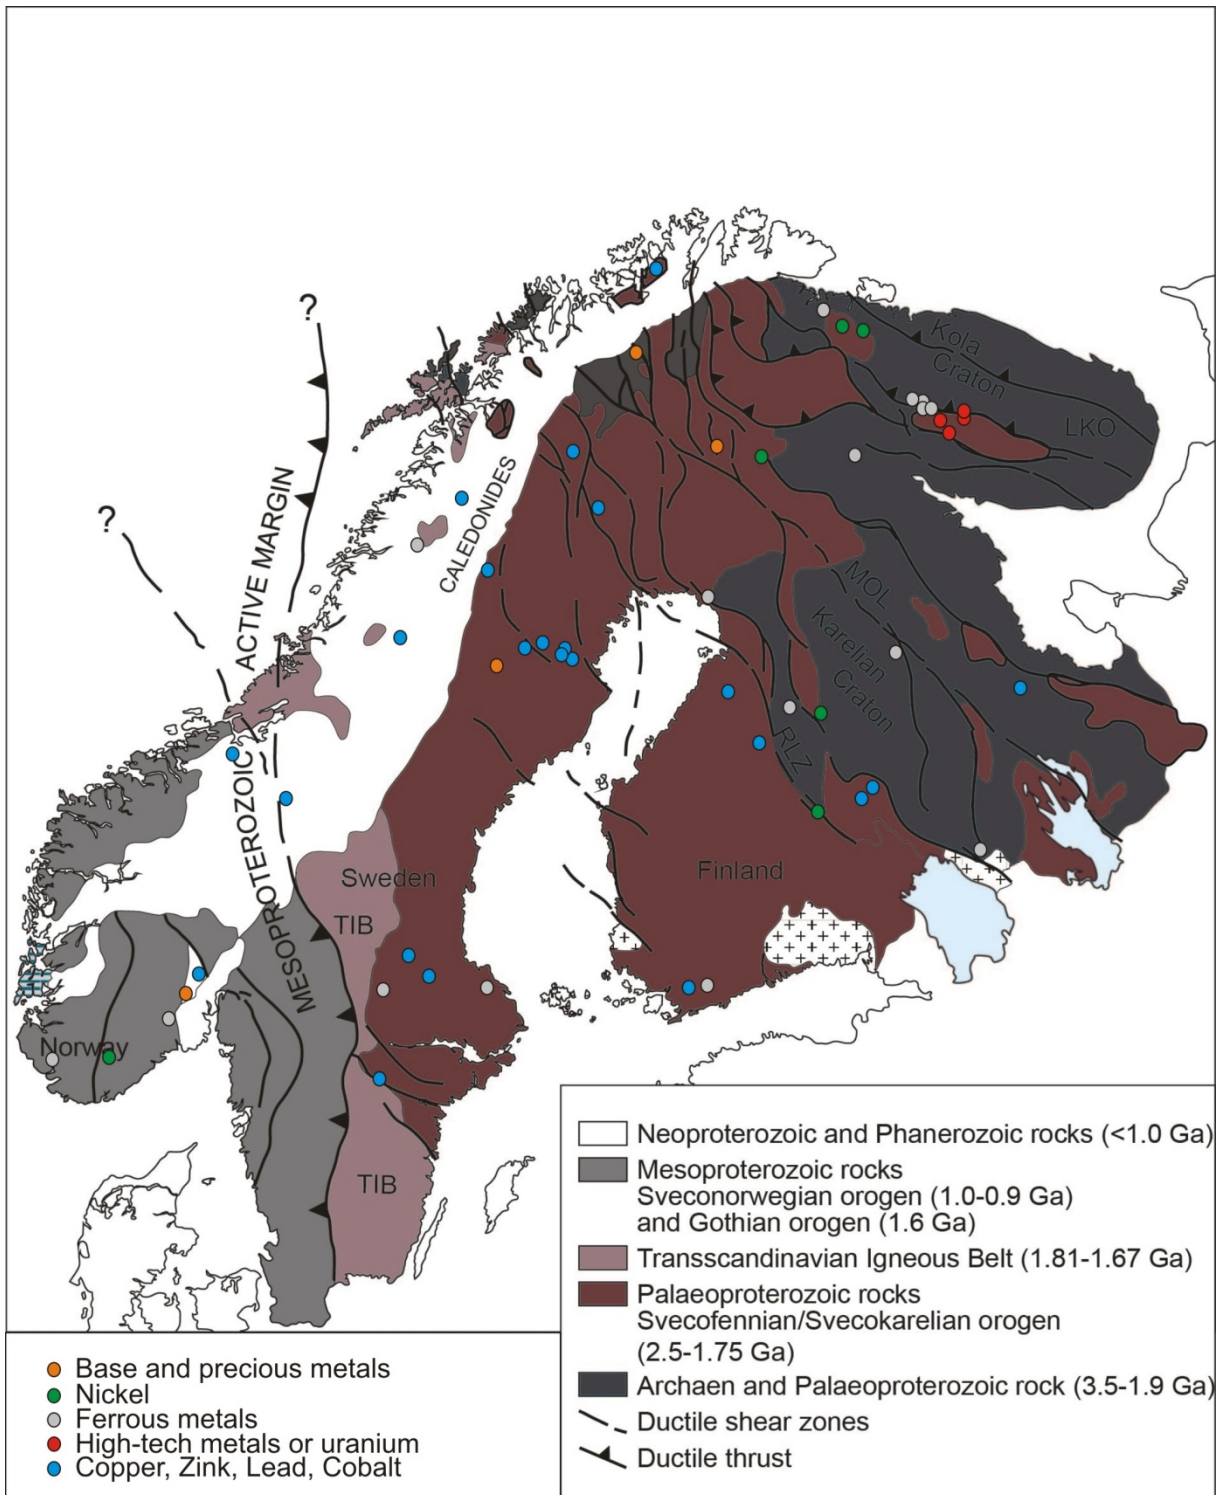 ?
?
ACTIVE MARGIN
MESOPROTEROZOIC
CALEDONIDES
Kola
Craton
LKO
MOL
Karelian
Craton
RLZ
Sweden
TIB
Finland
Norway
TIB
Neoproterozoic and Phanerozoic rocks (<1.0 Ga)
Mesoproterozoic rocks
Sveconorwegian orogen (1.0-0.9 Ga)
and Gothian orogen (1.6 Ga)
Transscandinavian Igneous Belt (1.81-1.67 Ga)
Palaeoproterozoic rocks
Svecofennian/Svecokarelian orogen
(2.5-1.75 Ga)
Archaen and Palaeoproterozoic rock (3.5-1.9 Ga)
Ductile shear zones
Ductile thrust
Base and precious metals
Nickel
Ferrous metals
High-tech metals or uranium
Copper, Zink, Lead, Cobalt